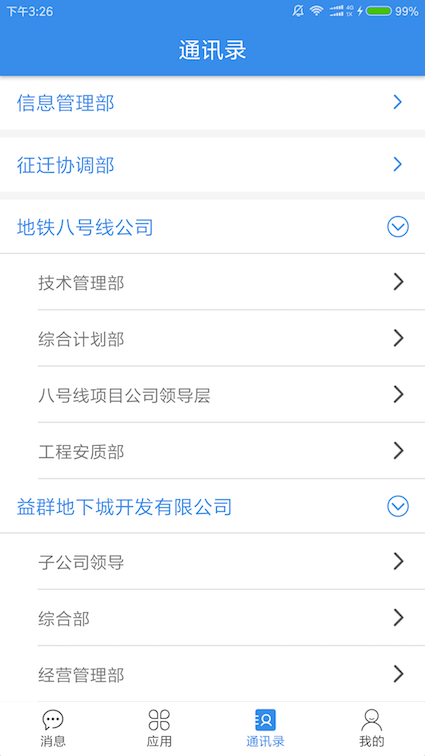 下午3:26
4G
1X
99%
通讯录
信息管理部
征迁协调部
地铁八号线公司
技术管理部
综合计划部
八号线项目公司领导层
工程安质部
益群地下城开发有限公司
子公司领导
综合部
经营管理部
消息
应用
通讯录
我的